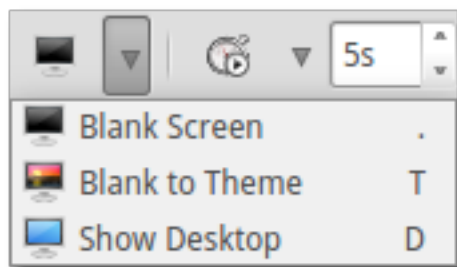 5s
Blank Screen .
Blank to Theme T
Show Desktop D